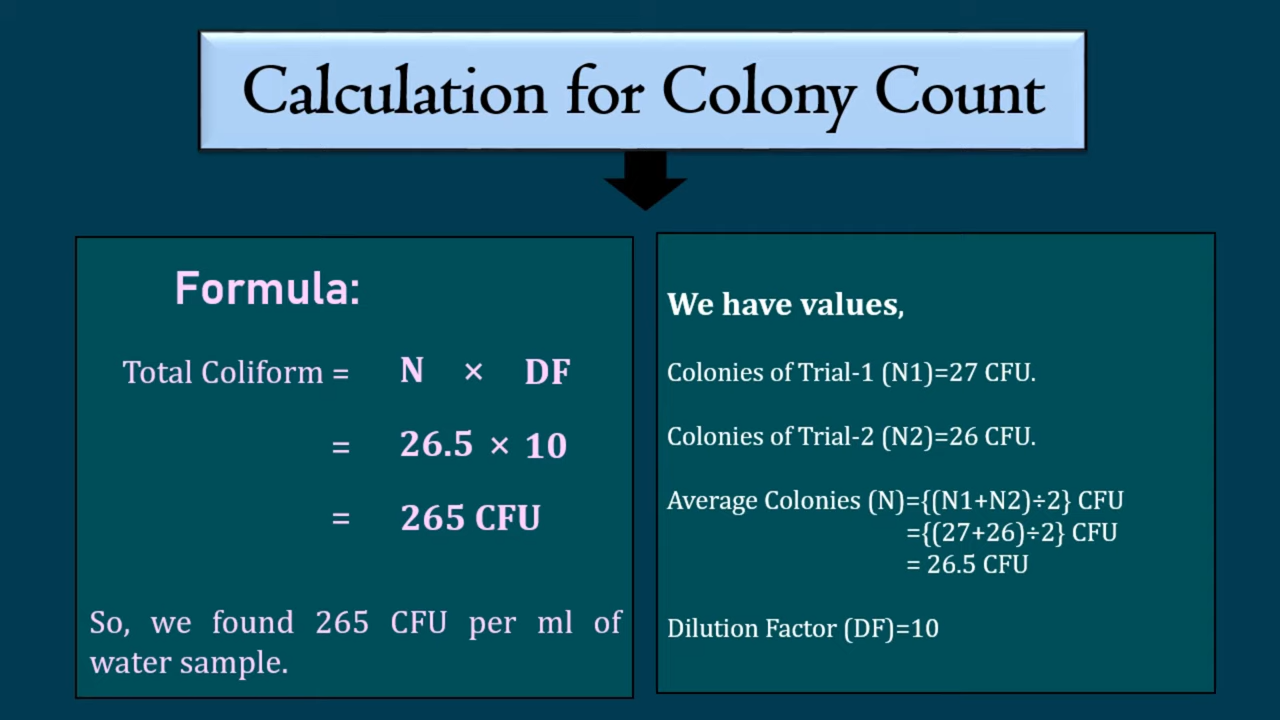 Calculation for Colony Count
Formula:
Total Coliform = N × DF
= 26.5 × 10
= 265 CFU
So, we found 265 CFU per ml of
water sample.
We have values,
Colonies of Trial-1 (N1)=27 CFU.
Colonies of Trial-2 (N2)=26 CFU.
Average Colonies (N)={(N1+N2)÷2} CFU
={(27+26)÷2} CFU
= 26.5 CFU
Dilution Factor (DF)=10